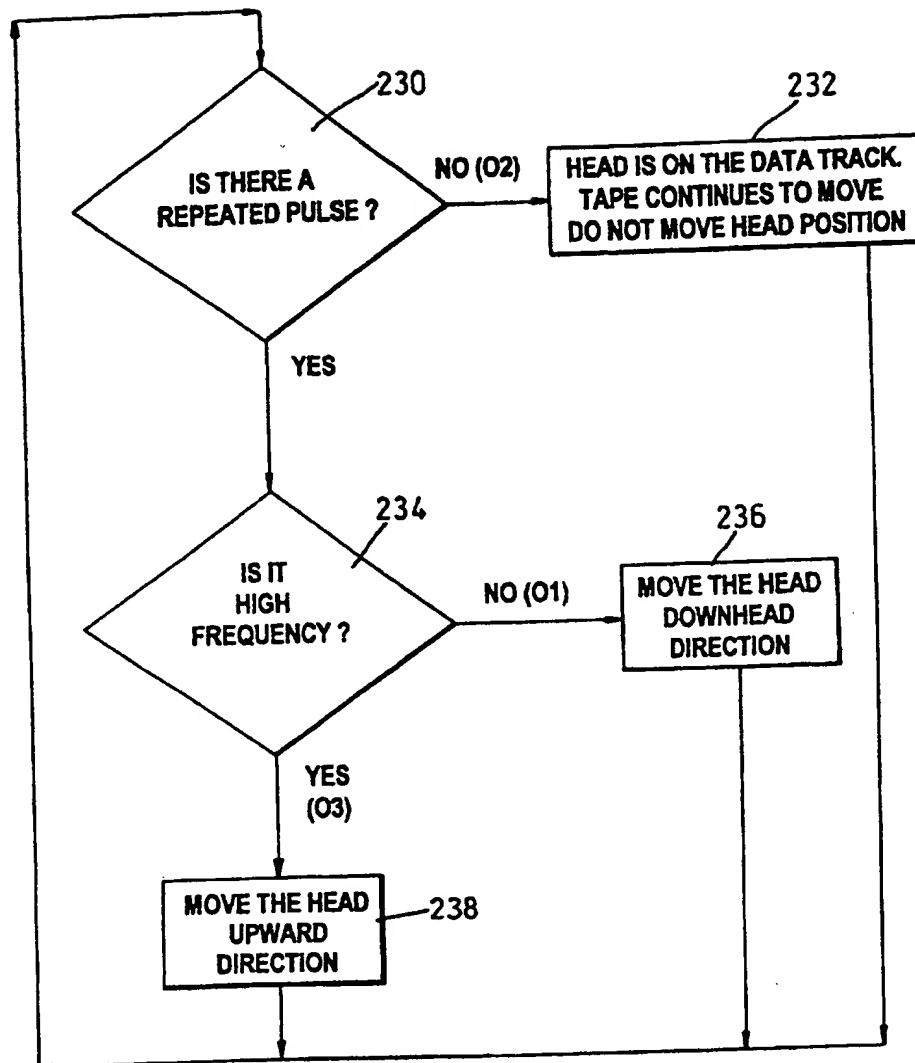 230
IS THERE A
REPEATED PULSE ?
NO (O2)
232
HEAD IS ON THE DATA TRACK.
TAPE CONTINUES TO MOVE
DO NOT MOVE HEAD POSITION
YES
234
IS IT
HIGH
FREQUENCY ?
NO (O1)
236
MOVE THE HEAD
DOWNHEAD
DIRECTION
YES
(O3)
MOVE THE HEAD
UPWARD
DIRECTION
238